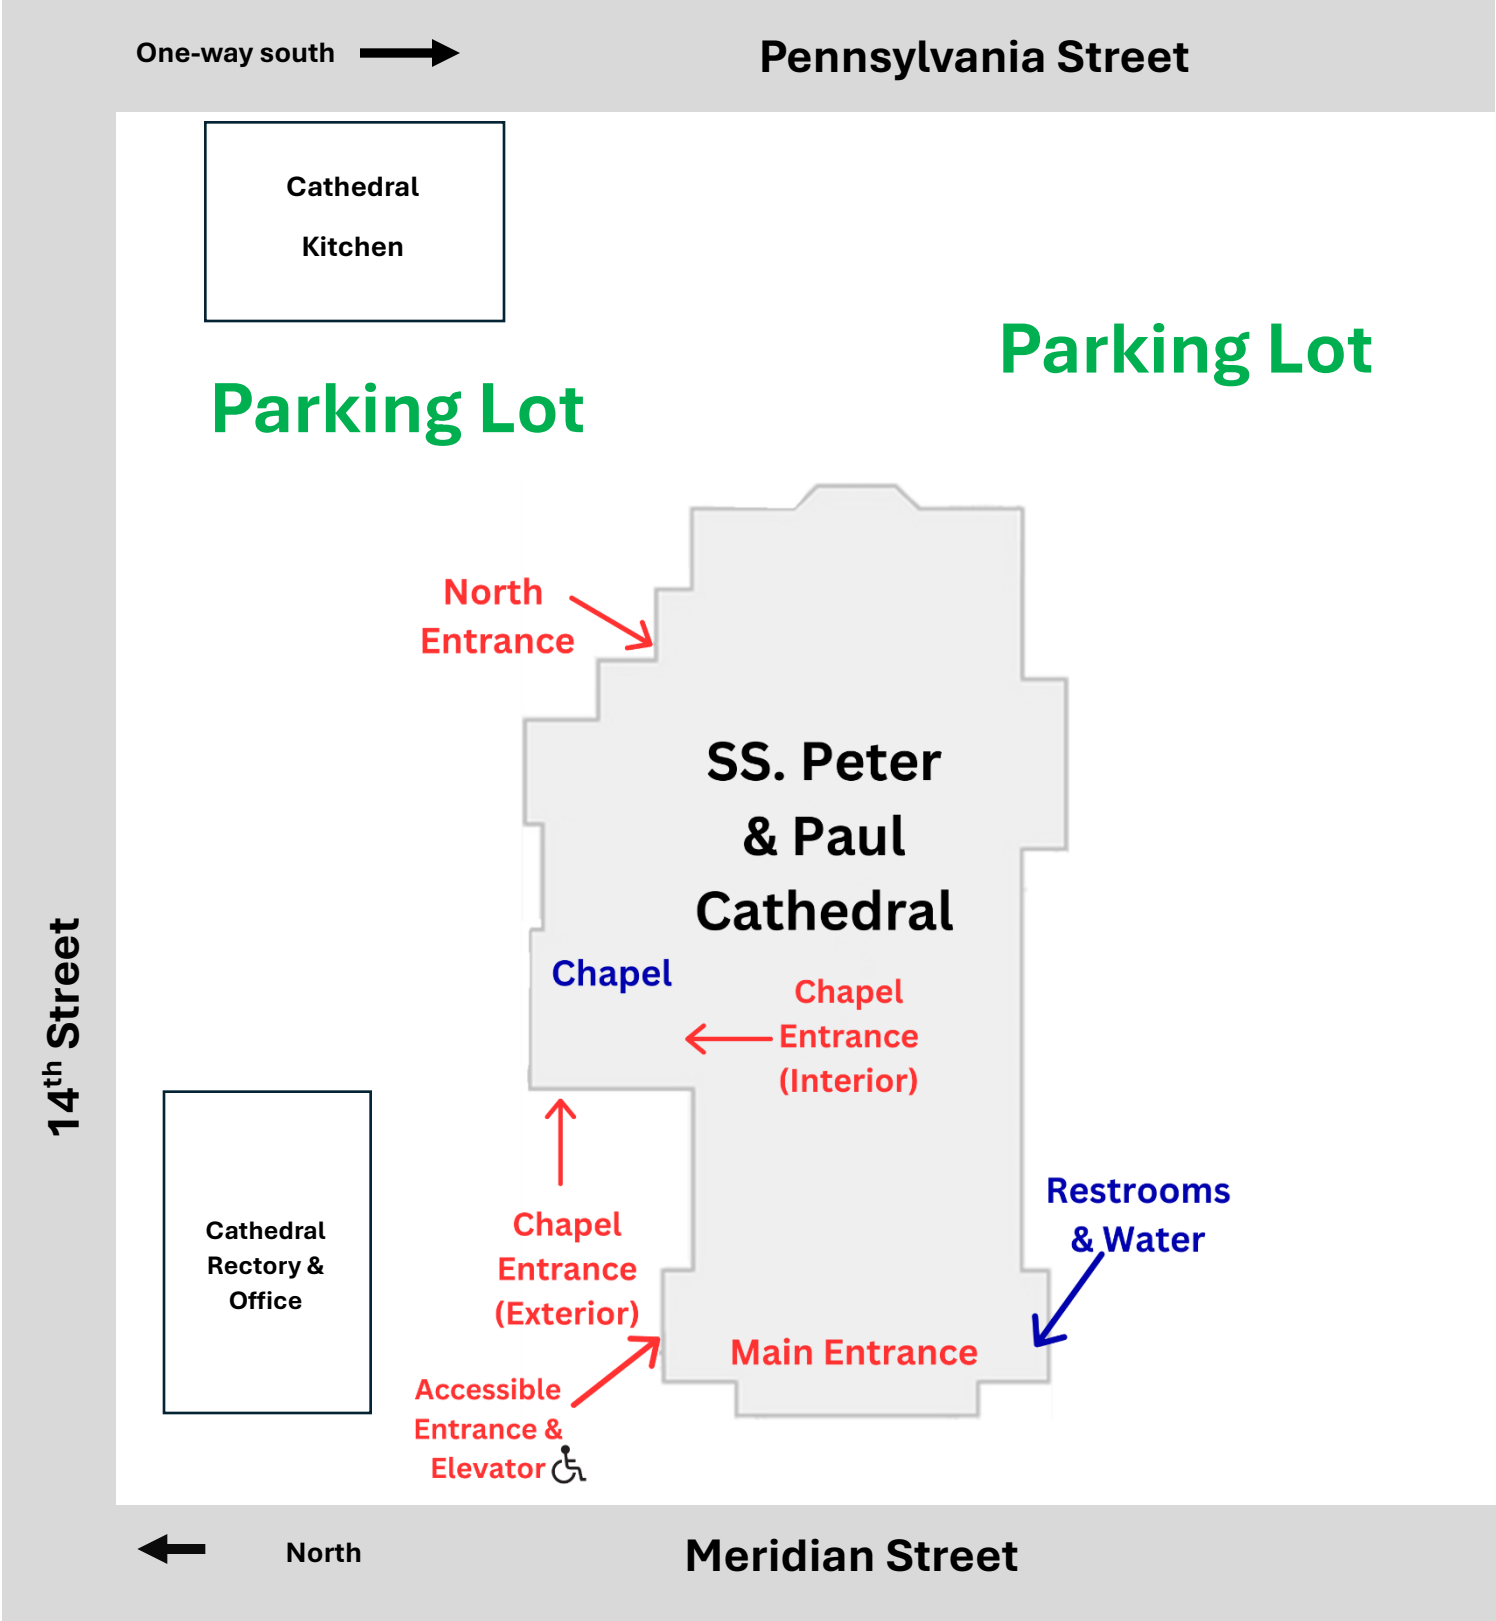 One-way south
Pennsylvania Street
Cathedral
Kitchen
Parking Lot
Parking Lot
North
Entrance
SS. Peter
& Paul
Cathedral
14th Street
Chapel
Chapel
Entrance
(Interior)
Cathedral
Rectory &
Office
Chapel
Entrance
(Exterior)
Restrooms
& Water
Main Entrance
Accessible
Entrance &
Elevator
North
Meridian Street